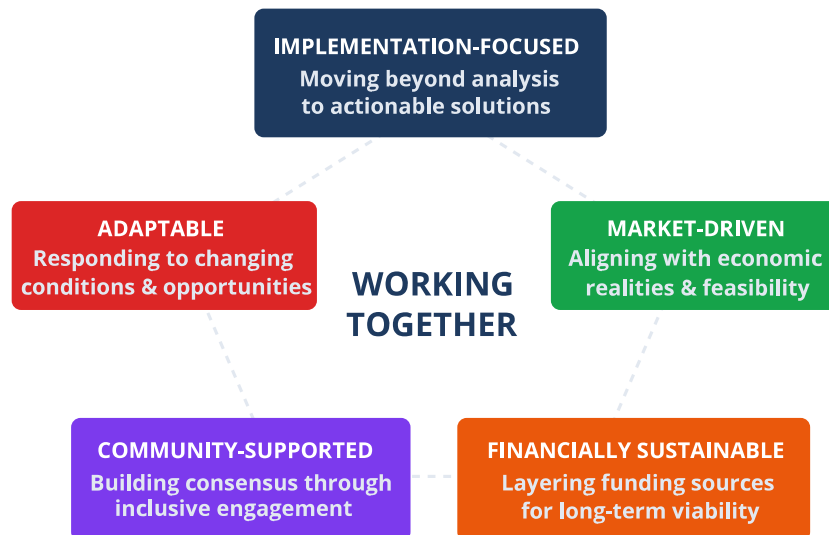 IMPLEMENTATION-FOCUSED
Moving beyond analysis
to actionable solutions
ADAPTABLE
Responding to changing
conditions & opportunities
MARKET-DRIVEN
Aligning with economic
realities & feasibility
WORKING
TOGETHER
COMMUNITY-SUPPORTED
Building consensus through
inclusive engagement
FINANCIALLY SUSTAINABLE
Layering funding sources
for long-term viability